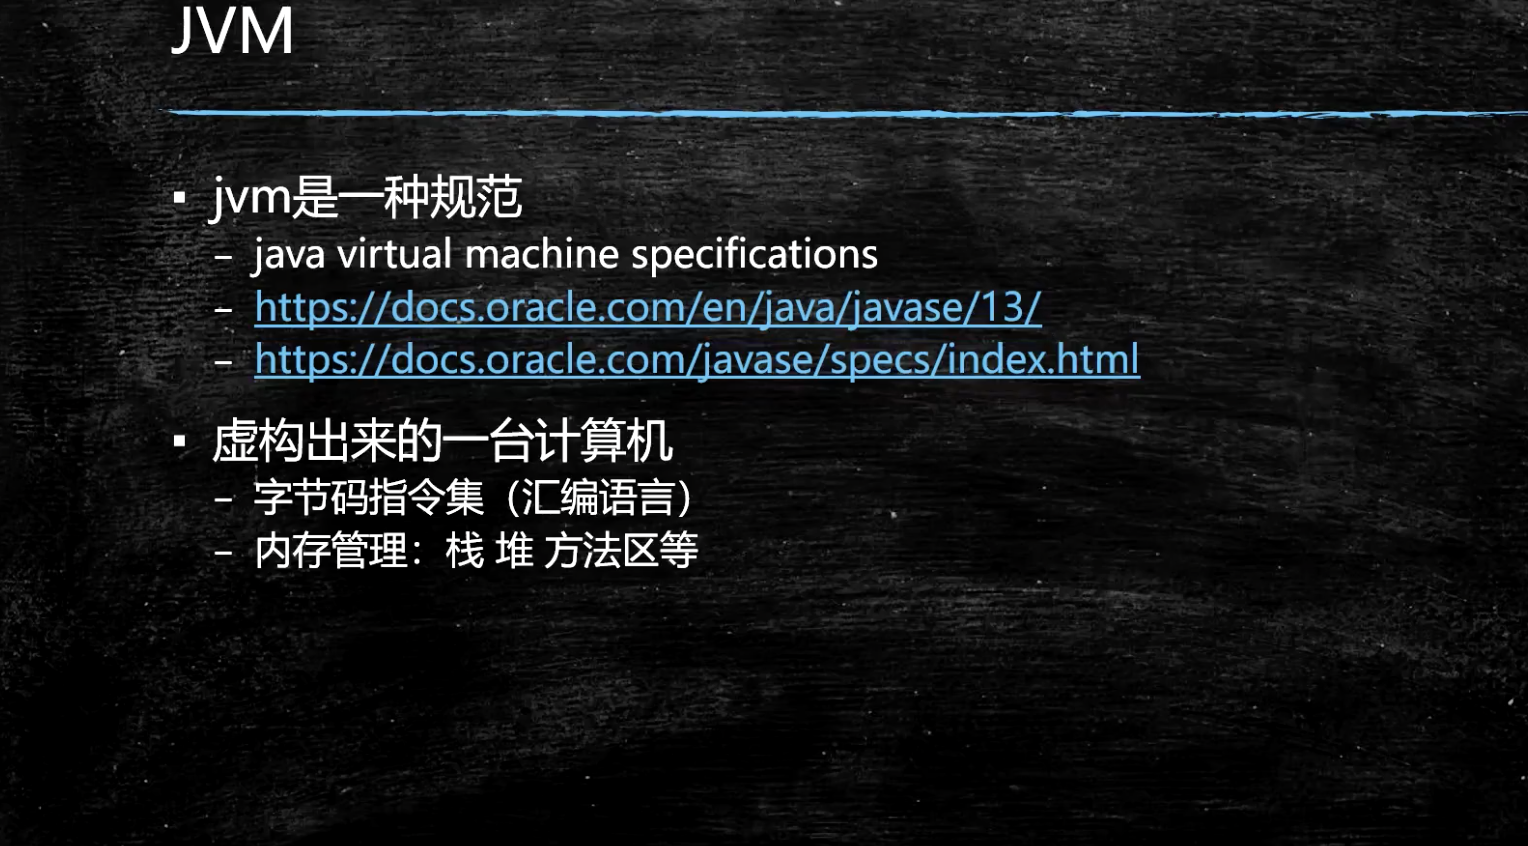 JVM
▪ jvm是一种规范
– java virtual machine specifications
– https://docs.oracle.com/en/java/javase/13/
– https://docs.oracle.com/javase/specs/index.html
▪ 虚构出来的一台计算机
– 字节码指令集（汇编语言）
– 内存管理：栈 堆 方法区等